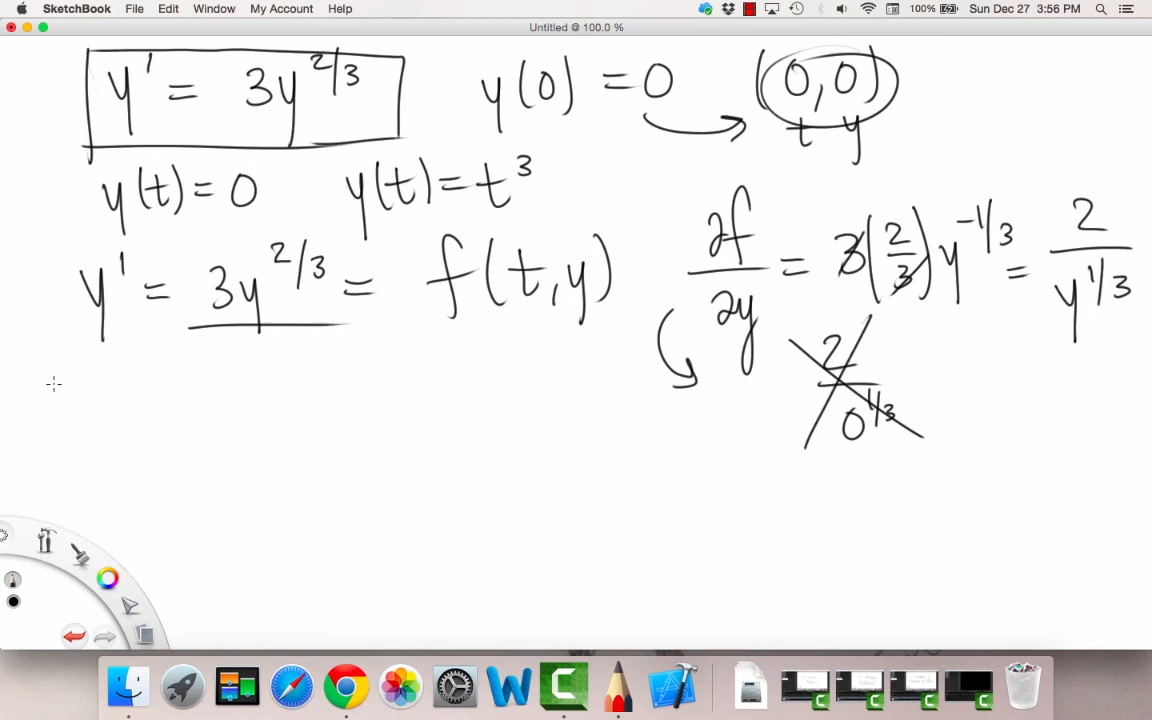 SketchBook File Edit Window My Account Help 100% Sun Dec 27 3:56 PM
Untitled @ 100.0 %
y' = 3y^{2/3} y(0) = 0 (0,0)
t y
y(t) = 0 y(t) = t^3
y' = 3y^{2/3} = f(t,y) ∂f/∂y = 3(2/3)y^{-1/3} = 2/y^{1/3}
2/0^{1/3}